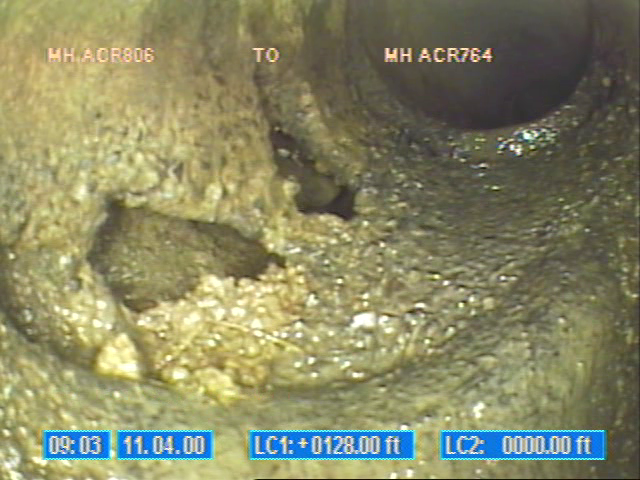 MH ACR806 TO MH ACR764
09:03 11.04.00 LC1:+0128.00 ft LC2: 0000.00 ft